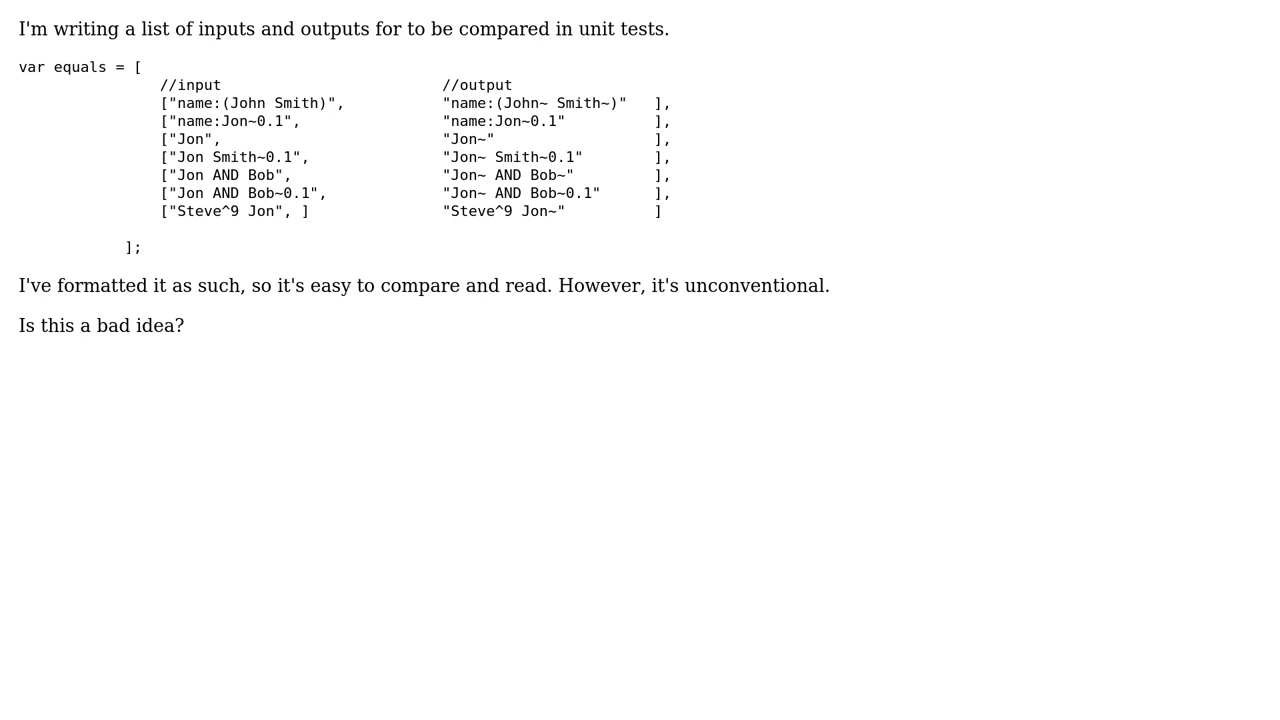 I'm writing a list of inputs and outputs for to be compared in unit tests.
var equals = [
                //input                         //output
                ["name:(John Smith)",           "name:(John~ Smith~)"   ],
                ["name:Jon~0.1",                "name:Jon~0.1"          ],
                ["Jon",                         "Jon~"                  ],
                ["Jon Smith~0.1",               "Jon~ Smith~0.1"        ],
                ["Jon AND Bob",                 "Jon~ AND Bob~"         ],
                ["Jon AND Bob~0.1",             "Jon~ AND Bob~0.1"      ],
                ["Steve^9 Jon", ]               "Steve^9 Jon~"          ]
            ];
I've formatted it as such, so it's easy to compare and read. However, it's unconventional.
Is this a bad idea?